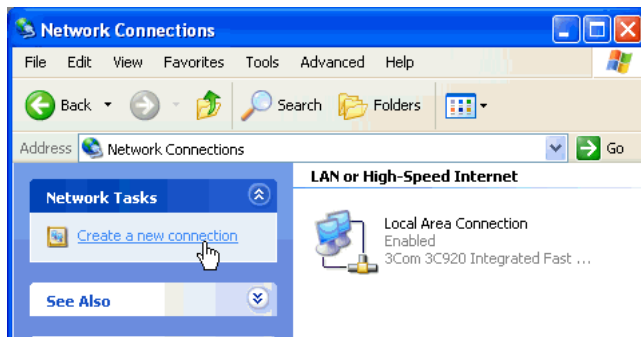 Network Connections
File Edit View Favorites Tools Advanced Help
Back Search Folders
Address Network Connections Go
Network Tasks
Create a new connection
See Also
LAN or High-Speed Internet
Local Area Connection
Enabled
3Com 3C920 Integrated Fast ...